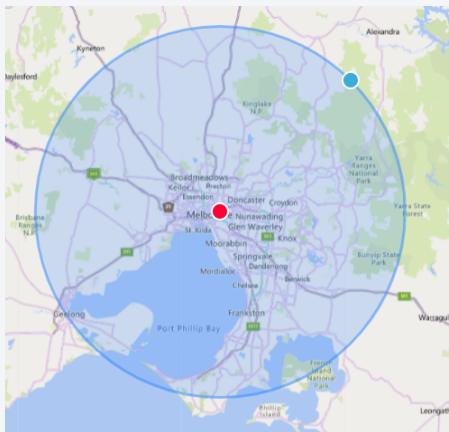 Alexandra
Kyneton
Daylesford
Kinglake
N.P.
Yarra
Ranges
National
Park
Broadmeadows
Keilor
Preston
Essendon
Doncaster
Croydon
Melbourne
Nunawading
Yarra State
Forest
Brisbane
Ranges
N.P.
St. Kilda
Glen Waverley
Knox
Moorabbin
Bunyip State
Park
Springvale
Mordialloc
Dandenong
Berwick
Chelsea
Geelong
Frankston
Warragul
Port Phillip Bay
M11
French
Island
National
Park
Phillip
Island
Leongatha